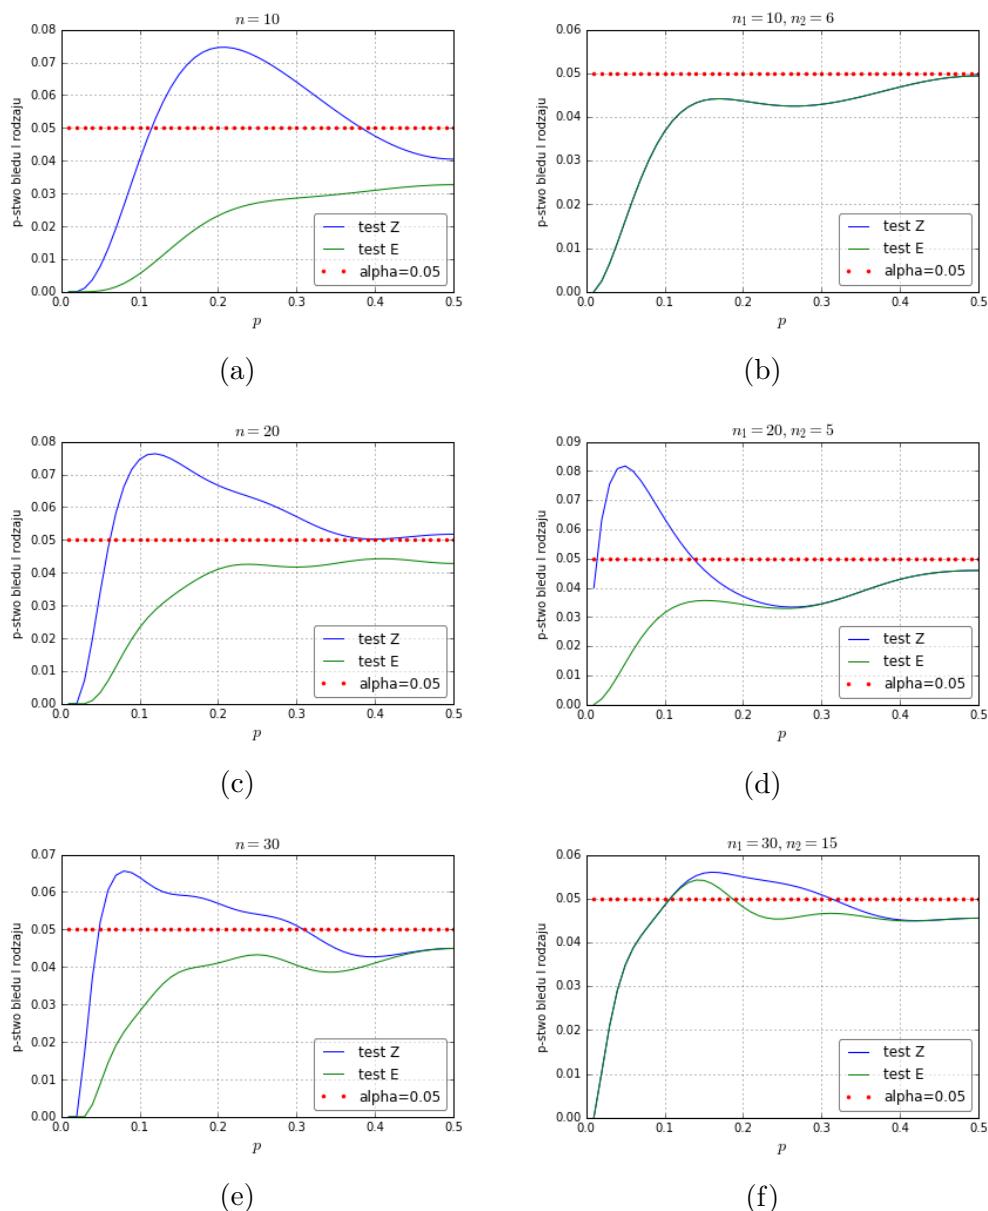 n = 10
p-stwo bledu I rodzaju
0.08
0.07
0.06
0.05
0.04
0.03
0.02
0.01
0.00
test Z
test E
alpha=0.05
0.0 0.1 0.2 0.3 0.4 0.5
p
(a)
n₁ = 10, n₂ = 6
p-stwo bledu I rodzaju
0.06
0.05
0.04
0.03
0.02
0.01
0.00
test Z
test E
alpha=0.05
0.0 0.1 0.2 0.3 0.4 0.5
p
(b)
n = 20
p-stwo bledu I rodzaju
0.08
0.07
0.06
0.05
0.04
0.03
0.02
0.01
0.00
test Z
test E
alpha=0.05
0.0 0.1 0.2 0.3 0.4 0.5
p
(c)
n₁ = 20, n₂ = 5
p-stwo bledu I rodzaju
0.09
0.08
0.07
0.06
0.05
0.04
0.03
0.02
0.01
0.00
test Z
test E
alpha=0.05
0.0 0.1 0.2 0.3 0.4 0.5
p
(d)
n = 30
p-stwo bledu I rodzaju
0.07
0.06
0.05
0.04
0.03
0.02
0.01
0.00
test Z
test E
alpha=0.05
0.0 0.1 0.2 0.3 0.4 0.5
p
(e)
n₁ = 30, n₂ = 15
p-stwo bledu I rodzaju
0.06
0.05
0.04
0.03
0.02
0.01
0.00
test Z
test E
alpha=0.05
0.0 0.1 0.2 0.3 0.4 0.5
p
(f)